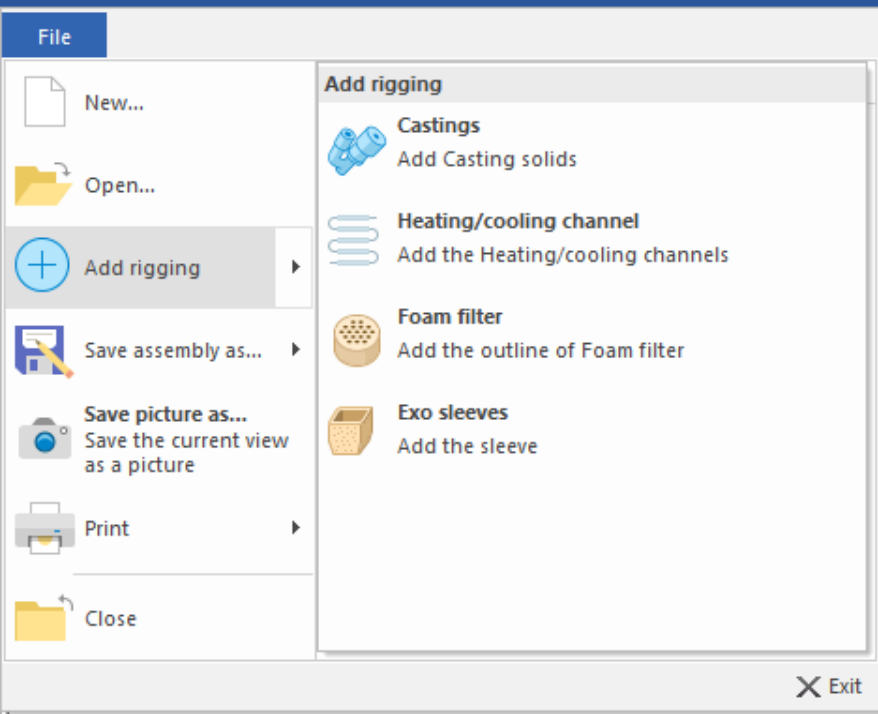 File
New...
Open...
Add rigging
Save assembly as...
Save picture as...
Save the current view
as a picture
Print
Close
Add rigging
Castings
Add Casting solids
Heating/cooling channel
Add the Heating/cooling channels
Foam filter
Add the outline of Foam filter
Exo sleeves
Add the sleeve
Exit